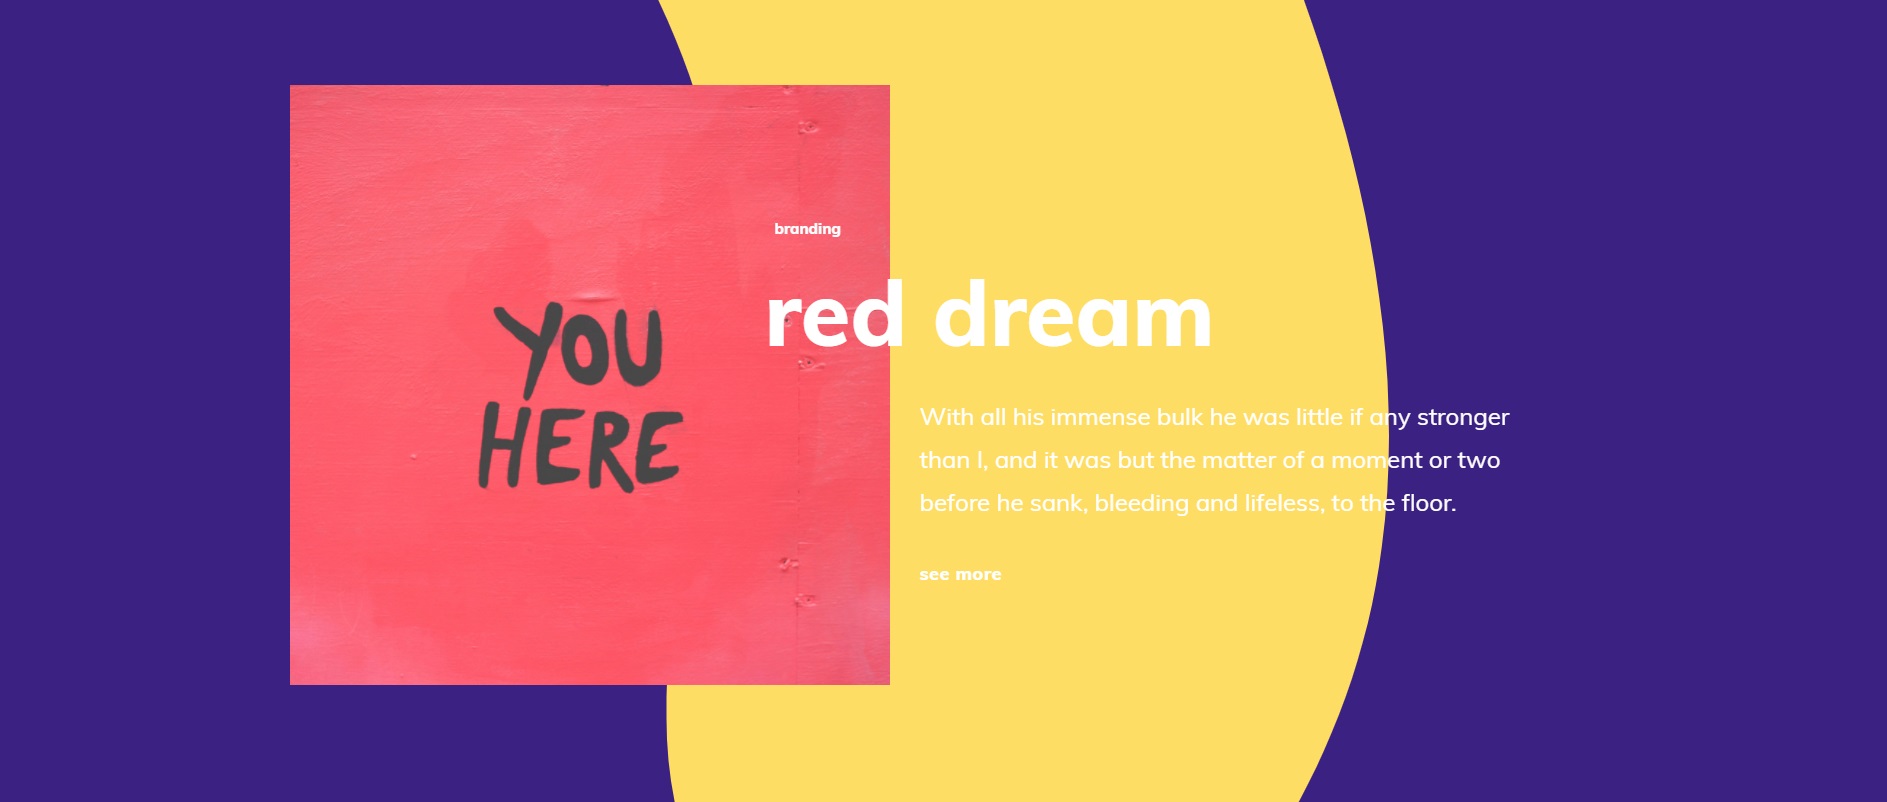 branding
red dream
YOU
HERE
With all his immense bulk he was little if any stronger
than I, and it was but the matter of a moment or two
before he sank, bleeding and lifeless, to the floor.
see more